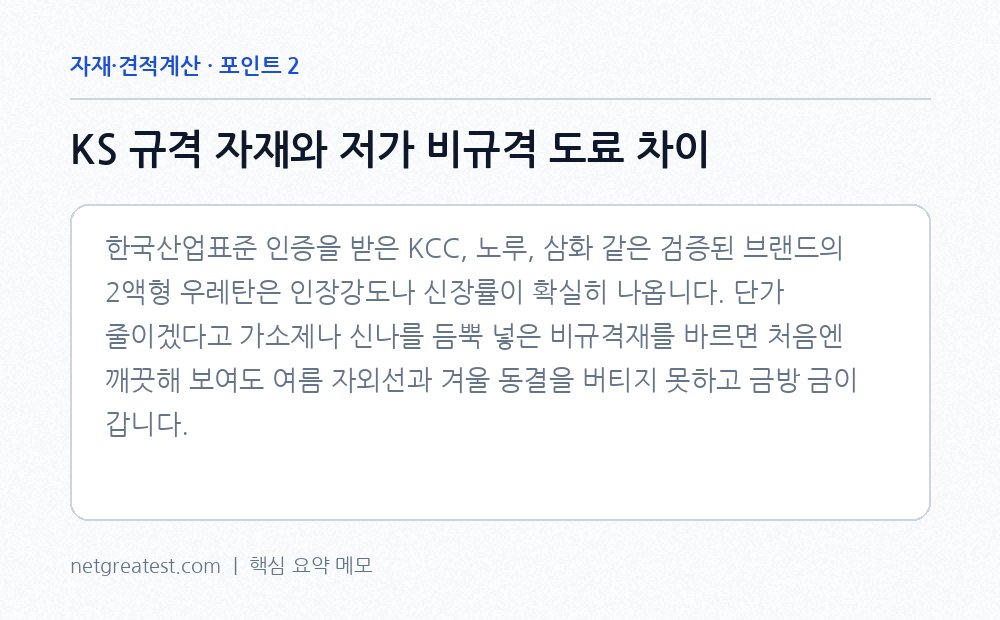 자재·견적계산 · 포인트 2
KS 규격 자재와 저가 비규격 도료 차이
한국산업표준 인증을 받은 KCC, 노루, 삼화 같은 검증된 브랜드의
2액형 우레탄은 인장강도나 신장률이 확실히 나옵니다. 단가
줄이겠다고 가소제나 신나를 듬뿍 넣은 비규격재를 바르면 처음엔
깨끗해 보여도 여름 자외선과 겨울 동결을 버티지 못하고 금방 금이
갑니다.
netgreatest.com | 핵심 요약 메모